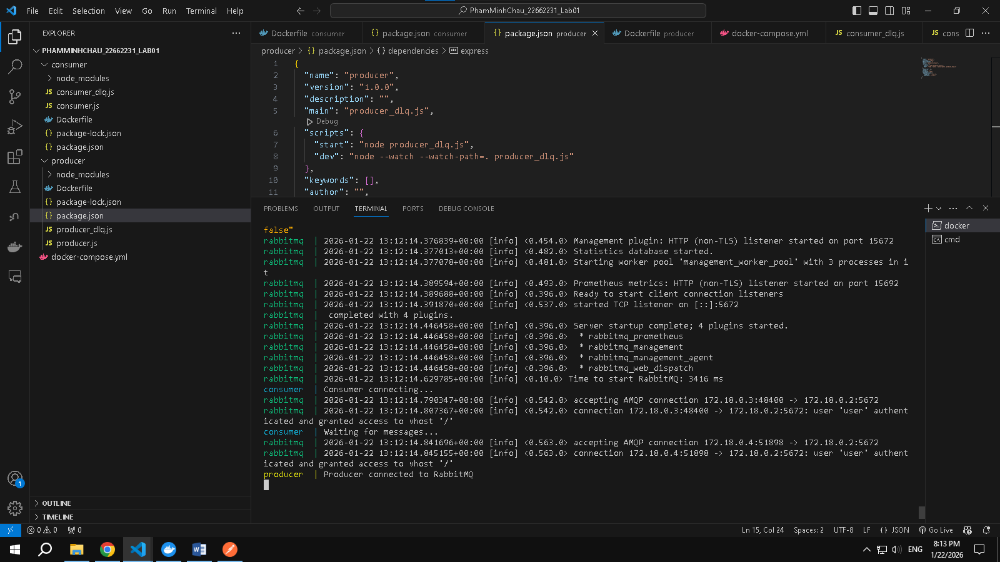 File Edit Selection View Go Run Terminal Help
PhamMinhChau_22662231_Lab01
EXPLORER
PHAMMINHCHAU_22662231_LAB01
consumer
node_modules
JS consumer_dlq.js
JS consumer.js
Dockerfile
{} package-lock.json
{} package.json
producer
node_modules
Dockerfile
{} package-lock.json
{} package.json
JS producer_dlq.js
JS producer.js
docker-compose.yml
OUTLINE
TIMELINE
Dockerfile consumer {} package.json consumer {} package.json producer Dockerfile producer docker-compose.yml JS consumer_dlq.js JS cons
producer > {} package.json > {} dependencies > express
1 {
2 "name": "producer",
3 "version": "1.0.0",
4 "description": "",
5 "main": "producer_dlq.js",
Debug
6 "scripts": {
7 "start": "node producer_dlq.js",
8 "dev": "node --watch --watch-path=. producer_dlq.js"
9 },
10 "keywords": [],
11 "author": "",
PROBLEMS OUTPUT TERMINAL PORTS DEBUG CONSOLE
docker
cmd
false"
rabbitmq | 2026-01-22 13:12:14.376839+00:00 [info] <0.454.0> Management plugin: HTTP (non-TLS) listener started on port 15672
rabbitmq | 2026-01-22 13:12:14.377013+00:00 [info] <0.482.0> Statistics database started.
rabbitmq | 2026-01-22 13:12:14.377078+00:00 [info] <0.481.0> Starting worker pool 'management_worker_pool' with 3 processes in i
t
rabbitmq | 2026-01-22 13:12:14.389594+00:00 [info] <0.493.0> Prometheus metrics: HTTP (non-TLS) listener started on port 15692
rabbitmq | 2026-01-22 13:12:14.389688+00:00 [info] <0.396.0> Ready to start client connection listeners
rabbitmq | 2026-01-22 13:12:14.391870+00:00 [info] <0.537.0> started TCP listener on [::]:5672
rabbitmq | completed with 4 plugins.
rabbitmq | 2026-01-22 13:12:14.446458+00:00 [info] <0.396.0> Server startup complete; 4 plugins started.
rabbitmq | 2026-01-22 13:12:14.446458+00:00 [info] <0.396.0> * rabbitmq_prometheus
rabbitmq | 2026-01-22 13:12:14.446458+00:00 [info] <0.396.0> * rabbitmq_management
rabbitmq | 2026-01-22 13:12:14.446458+00:00 [info] <0.396.0> * rabbitmq_management_agent
rabbitmq | 2026-01-22 13:12:14.446458+00:00 [info] <0.396.0> * rabbitmq_web_dispatch
rabbitmq | 2026-01-22 13:12:14.629785+00:00 [info] <0.10.0> Time to start RabbitMQ: 3416 ms
consumer | Consumer connecting...
rabbitmq | 2026-01-22 13:12:14.790347+00:00 [info] <0.542.0> accepting AMQP connection 172.18.0.3:48400 -> 172.18.0.2:5672
rabbitmq | 2026-01-22 13:12:14.807367+00:00 [info] <0.542.0> connection 172.18.0.3:48400 -> 172.18.0.2:5672: user 'user' authent
icated and granted access to vhost '/'
consumer | Waiting for messages...
rabbitmq | 2026-01-22 13:12:14.841696+00:00 [info] <0.563.0> accepting AMQP connection 172.18.0.4:51898 -> 172.18.0.2:5672
rabbitmq | 2026-01-22 13:12:14.845155+00:00 [info] <0.563.0> connection 172.18.0.4:51898 -> 172.18.0.2:5672: user 'user' authent
icated and granted access to vhost '/'
producer | Producer connected to RabbitMQ
1
0 0 0
Ln 15, Col 24 Spaces: 2 UTF-8 LF {} JSON Go Live
ENG
8:13 PM
1/22/2026